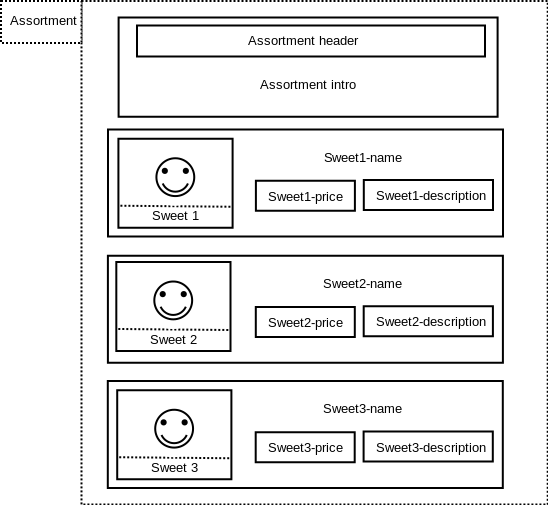 Assortment
Assortment header
Assortment intro
Sweet1-name
Sweet 1
Sweet1-price
Sweet1-description
Sweet2-name
Sweet 2
Sweet2-price
Sweet2-description
Sweet3-name
Sweet 3
Sweet3-price
Sweet3-description